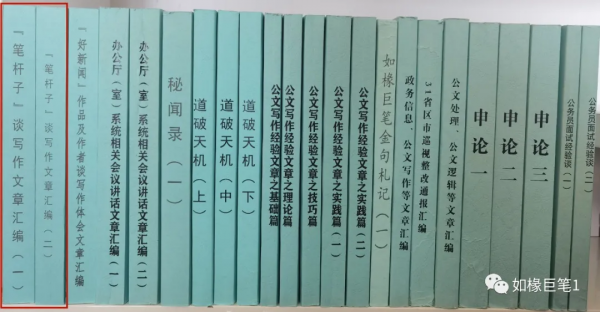 『笔杆子』谈写作文章汇编（一）
『笔杆子』谈写作文章汇编（二）
『好新闻』作品及作者谈写作体会文章汇编
办公厅（室）系统相关会议讲话文章汇编（一）
办公厅（室）系统相关会议讲话文章汇编（二）
秘闻录（一）
道破天机（上）
道破天机（中）
道破天机（下）
公文写作经验文章之基础篇
公文写作经验文章之理论篇
公文写作经验文章之技巧篇
公文写作经验文章之实践篇（一）
公文写作经验文章之实践篇（二）
如椽巨笔金句札记（一）
政务信息、公文写作等文章汇编
31省区市巡视整改通报汇编
公文处理、公文逻辑等文章汇编
申论一
申论二
申论三
公务员面试经验谈（一）
公务员面试经验谈（二）
如椽巨笔1